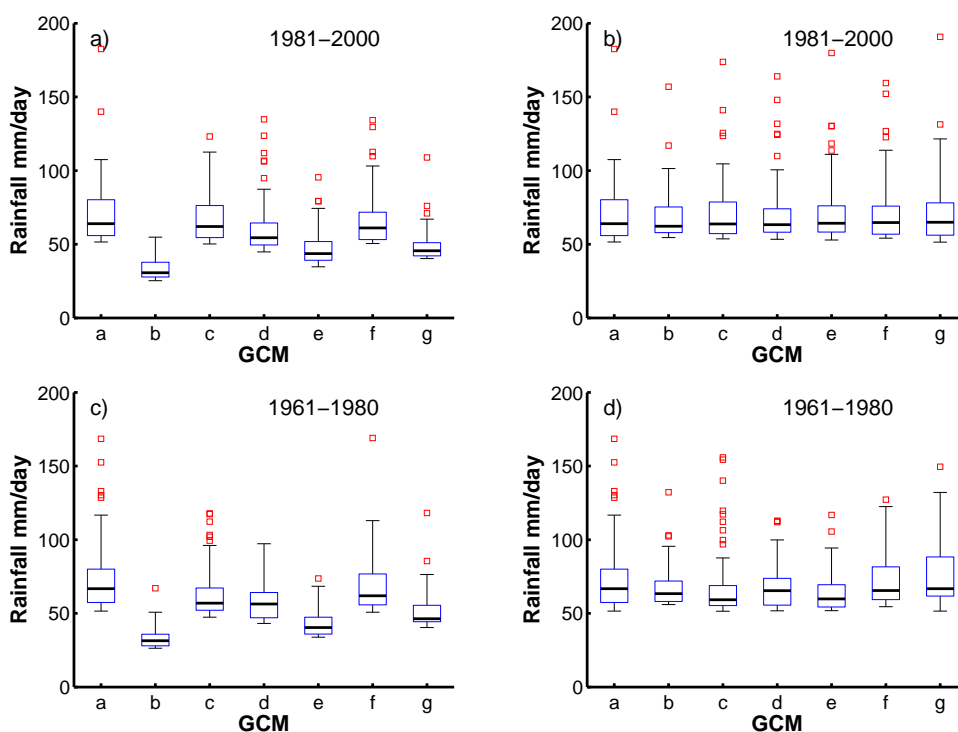 a) 1981−2000
200
150
100
50
0
Rainfall mm/day
a b c d e f g
GCM
b) 1981−2000
200
150
100
50
0
Rainfall mm/day
a b c d e f g
GCM
c) 1961−1980
200
150
100
50
0
Rainfall mm/day
a b c d e f g
GCM
d) 1961−1980
200
150
100
50
0
Rainfall mm/day
a b c d e f g
GCM